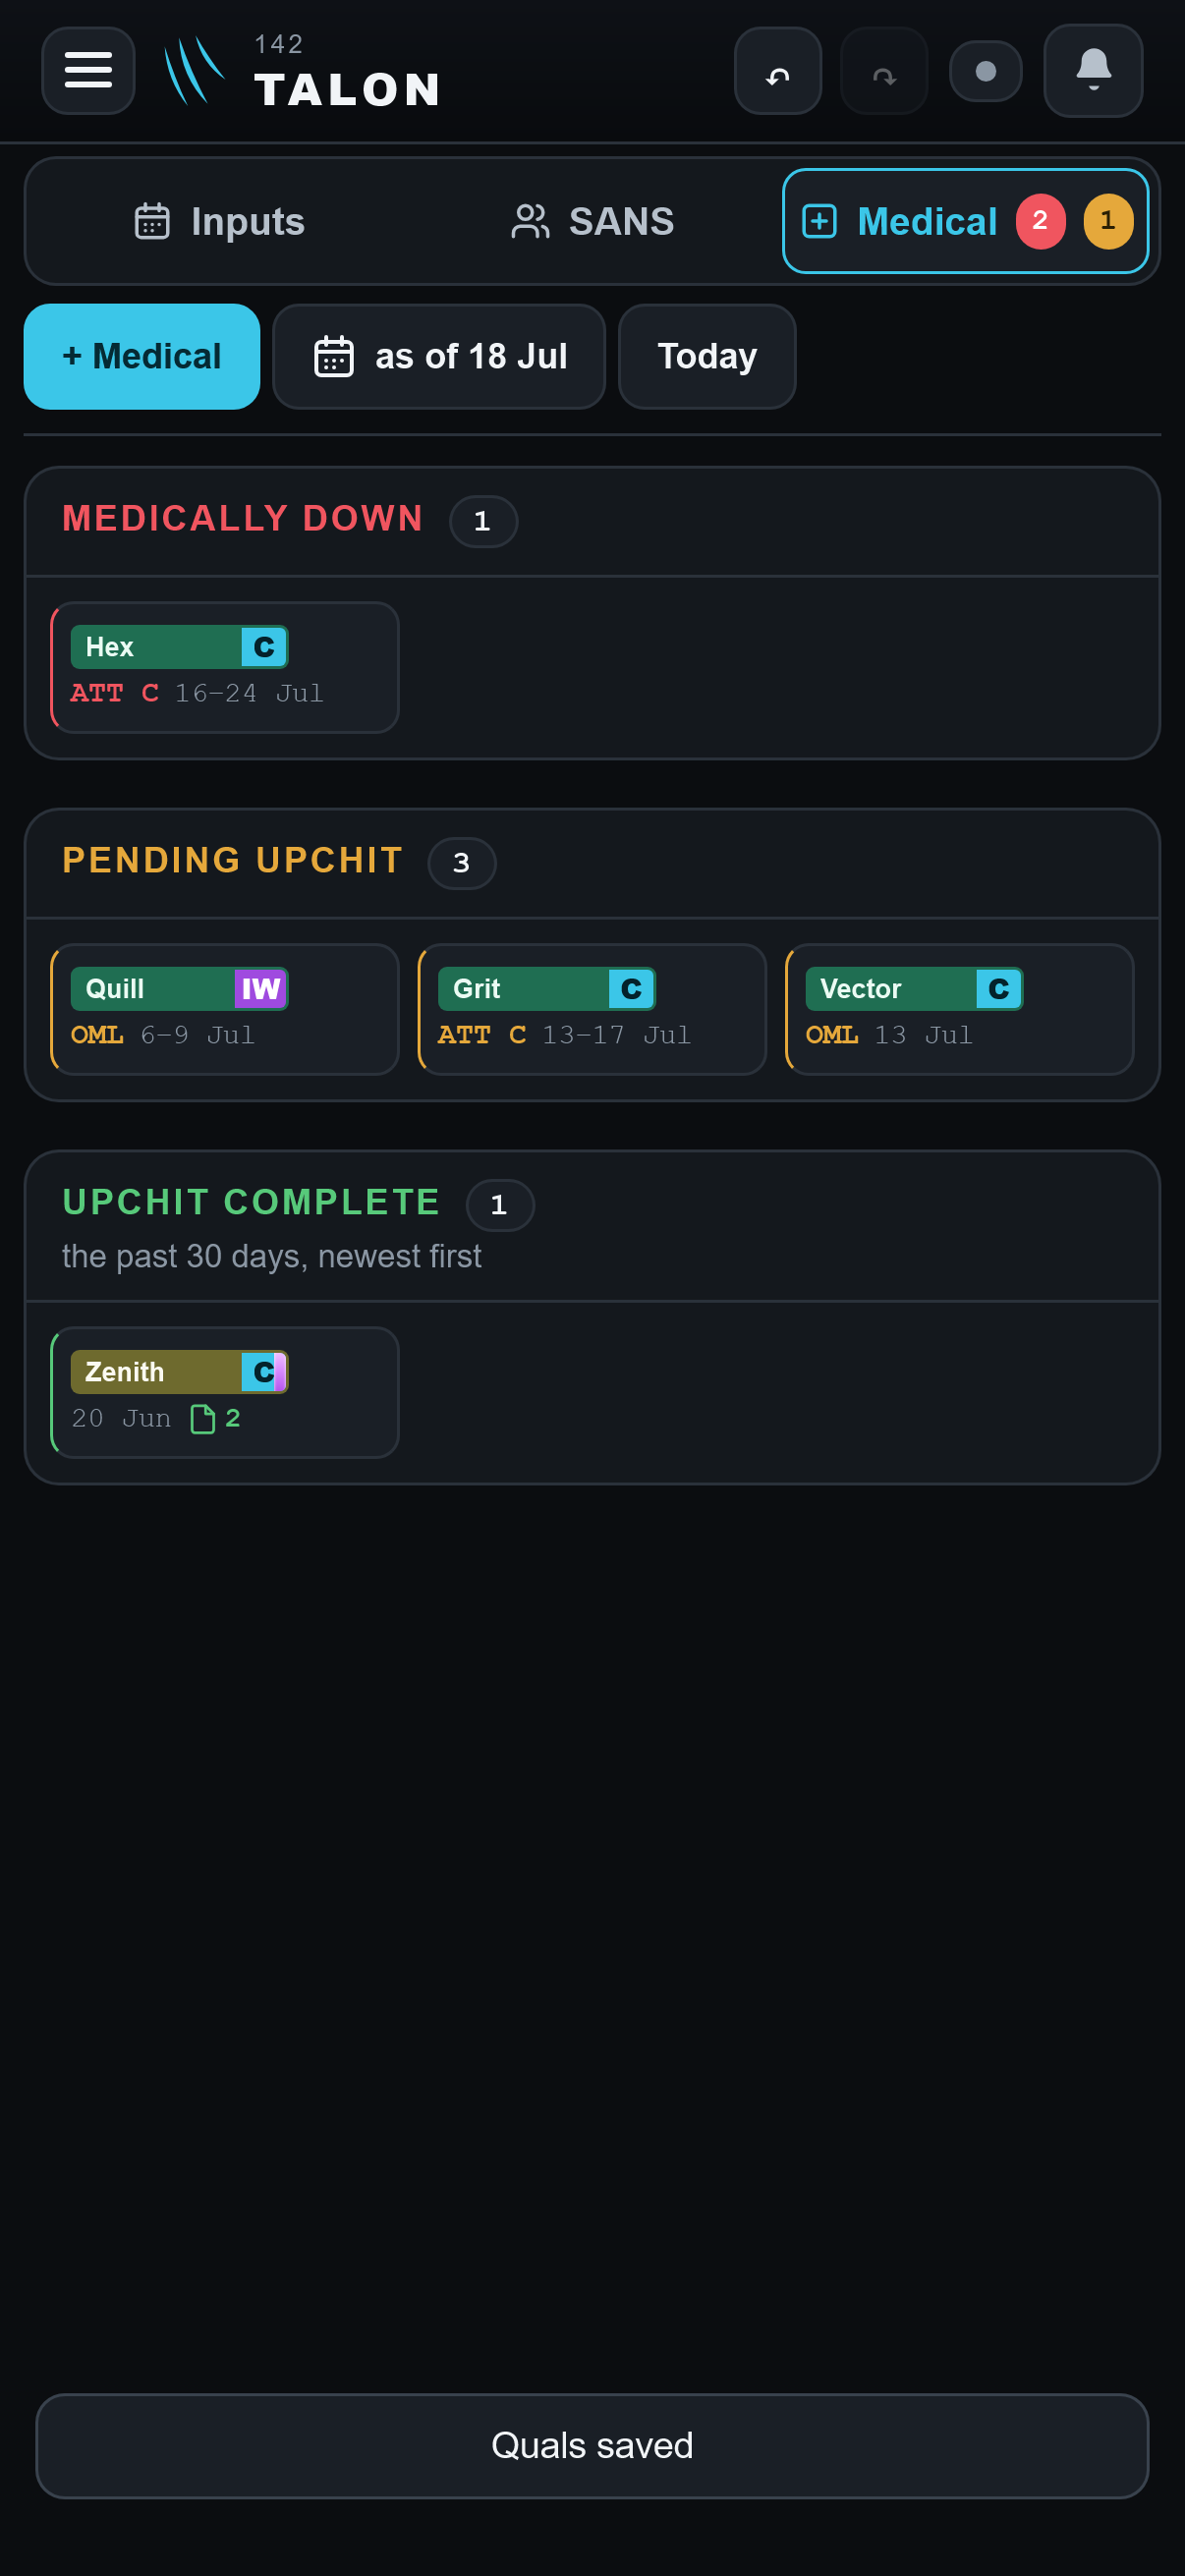 142
TALON
Inputs
SANS
Medical 2 1
+ Medical
as of 18 Jul
Today
MEDICALLY DOWN 1
Hex C
ATT C 16–24 Jul
PENDING UPCHIT 3
Quill IW
OML 6–9 Jul
Grit C
ATT C 13–17 Jul
Vector C
OML 13 Jul
UPCHIT COMPLETE 1
the past 30 days, newest first
Zenith C
20 Jun 2
Quals saved